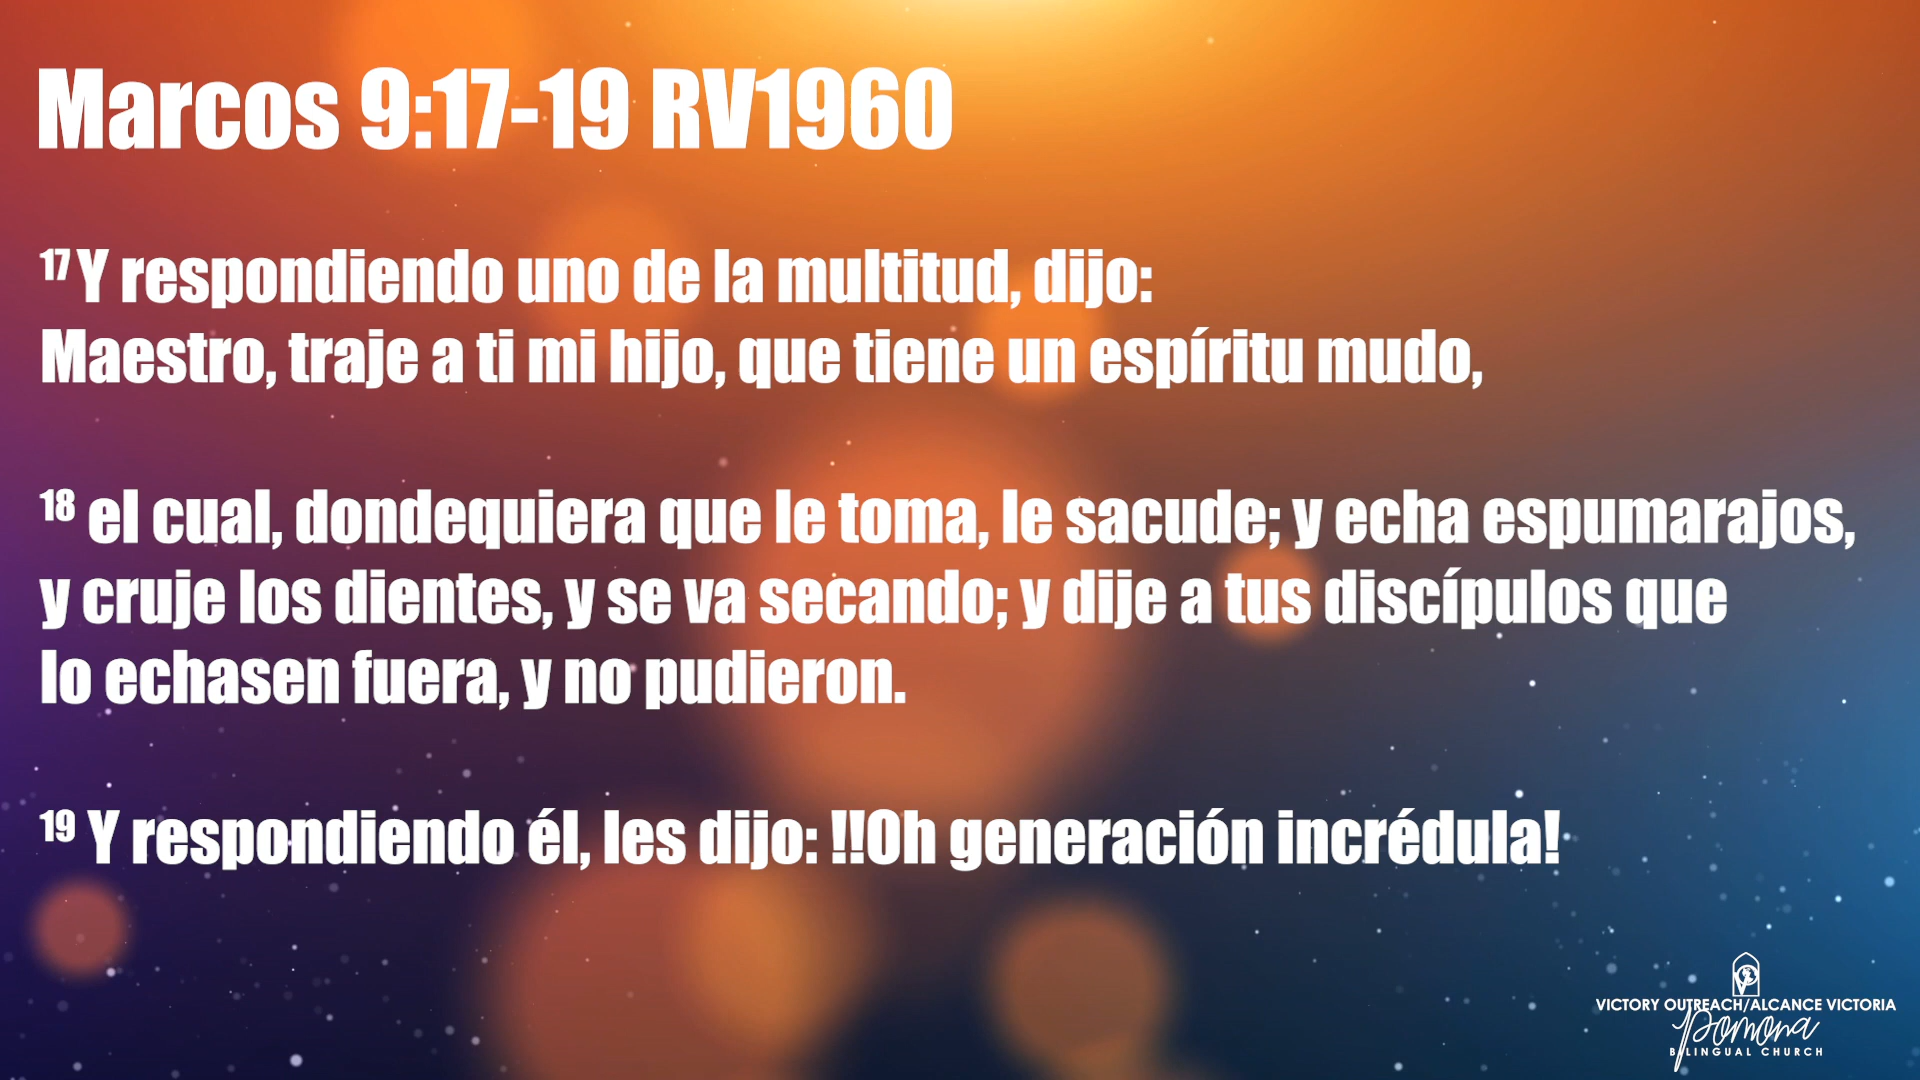 Marcos 9:17-19 RV1960
17 Y respondiendo uno de la multitud, dijo:
Maestro, traje a ti mi hijo, que tiene un espíritu mudo,
18 el cual, dondequiera que le toma, le sacude; y echa espumarajos,
y cruje los dientes, y se va secando; y dije a tus discípulos que
lo echasen fuera, y no pudieron.
19 Y respondiendo él, les dijo: !!Oh generación incrédula!
VICTORY OUTREACH/ALCANCE VICTORIA
Pomona
BILINGUAL CHURCH